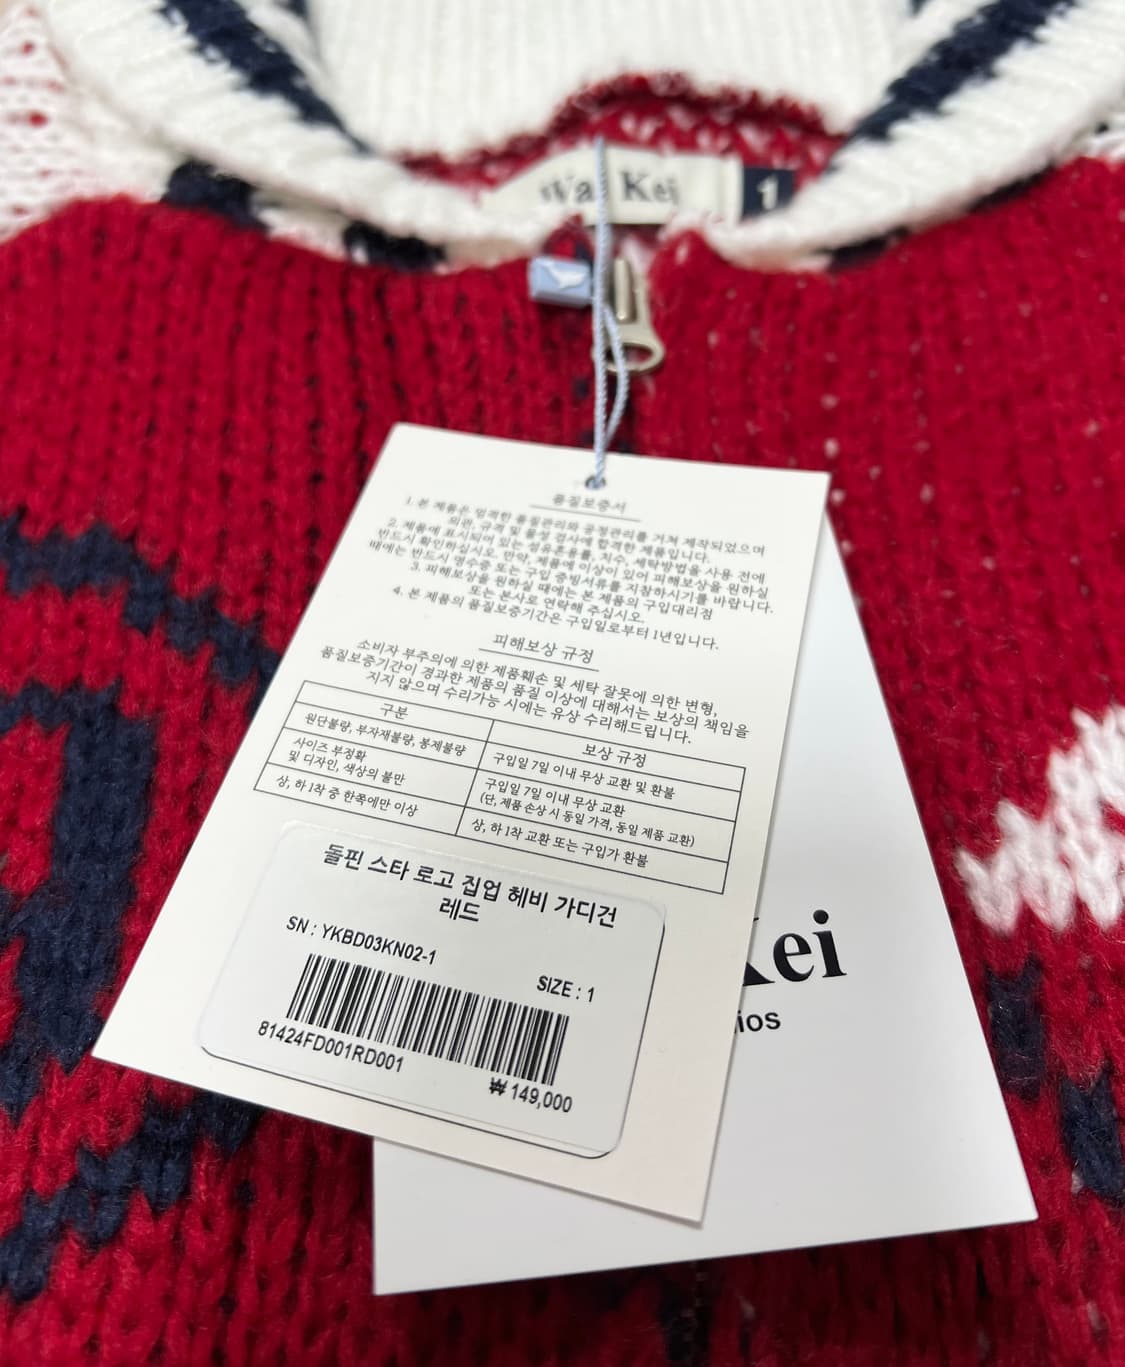 Wa Kei
1
품질보증서
1. 본 제품은 엄격한 품질관리와 공정관리를 거쳐 제작되었으며
외관, 규격 및 물성 검사에 합격한 제품입니다.
2. 제품에 표시되어 있는 섬유혼용률, 치수, 세탁방법을 사용 전에
반드시 확인하십시오. 만약, 제품에 이상이 있어 피해보상을 원하실
때에는 반드시 영수증 또는 구입 증빙서류를 지참하시기를 바랍니다.
3. 피해보상을 원하실 때에는 본 제품의 구입대리점
또는 본사로 연락해 주십시오.
4. 본 제품의 품질보증기간은 구입일로부터 1년입니다.
피해보상 규정
소비자 부주의에 의한 제품훼손 및 세탁 잘못에 의한 변형,
품질보증기간이 경과한 제품의 품질 이상에 대해서는 보상의 책임을
지지 않으며 수리가능 시에는 유상 수리해드립니다.
구분
보상 규정
원단불량, 부자재불량, 봉제불량
구입일 7일 이내 무상 교환 및 환불
사이즈 부정확
및 디자인, 색상의 불만
구입일 7일 이내 무상 교환
(단, 제품 손상 시 동일 가격, 동일 제품 교환)
상, 하 1착 중 한쪽에만 이상
상, 하 1착 교환 또는 구입가 환불
돌핀 스타 로고 집업 헤비 가디건
레드
SN : YKBD03KN02-1
SIZE : 1
81424FD001RD001
₩ 149,000
Kei
ios